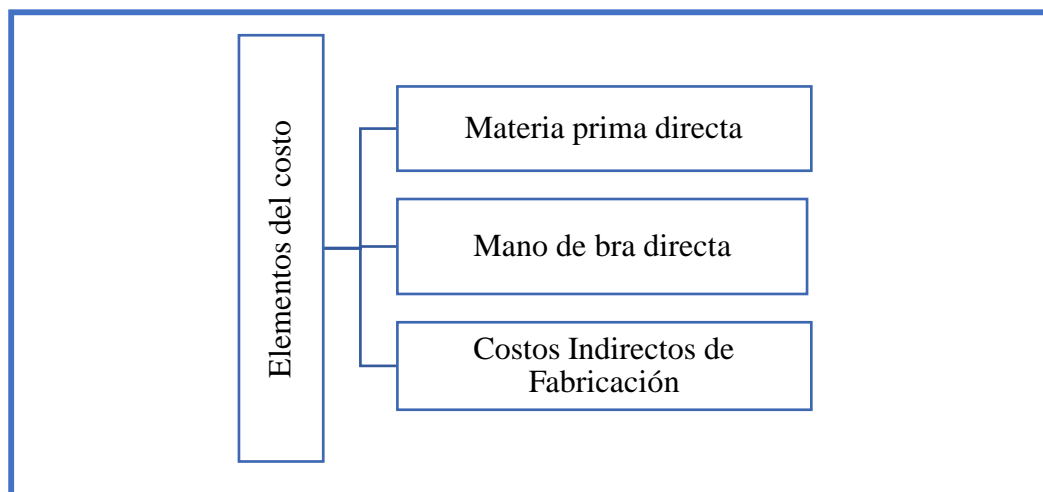 Elementos del costo
Materia prima directa
Mano de bra directa
Costos Indirectos de
Fabricación